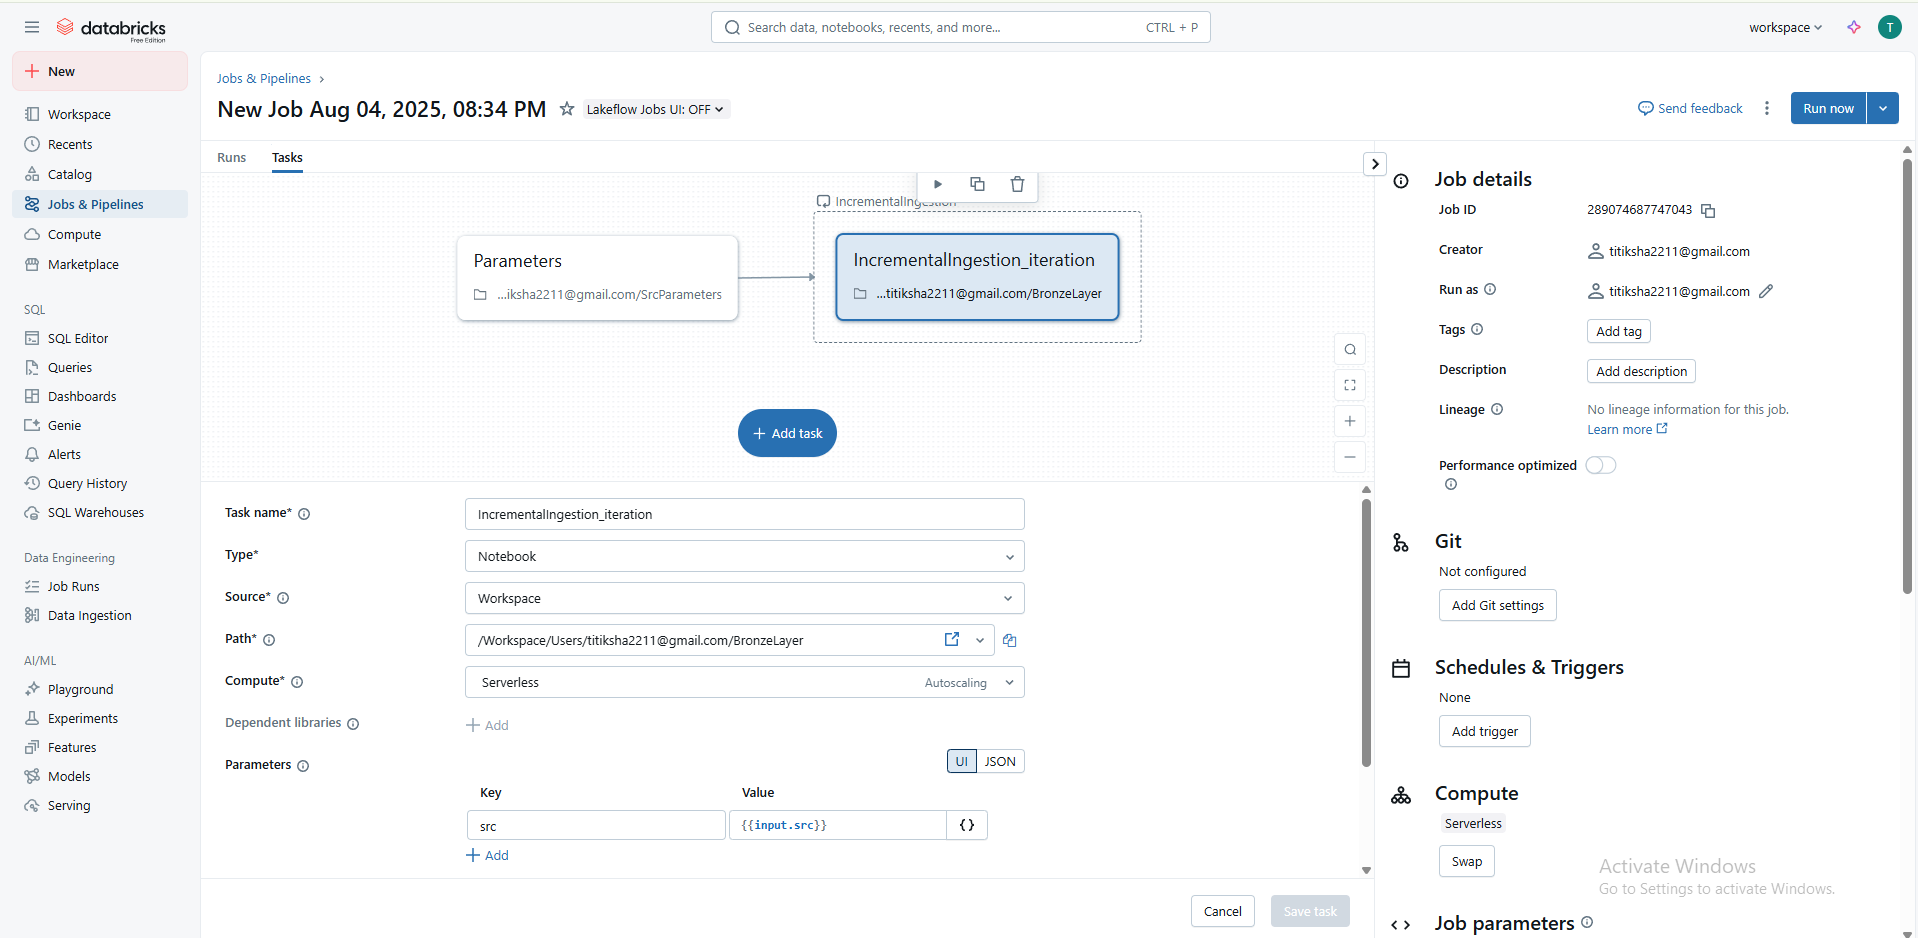 databricks
Free Edition
Search data, notebooks, recents, and more...
CTRL + P
workspace
T
New
Workspace
Recents
Catalog
Jobs & Pipelines
Compute
Marketplace
SQL
SQL Editor
Queries
Dashboards
Genie
Alerts
Query History
SQL Warehouses
Data Engineering
Job Runs
Data Ingestion
AI/ML
Playground
Experiments
Features
Models
Serving
Jobs & Pipelines
New Job Aug 04, 2025, 08:34 PM
Lakeflow Jobs UI: OFF
Send feedback
Run now
Runs
Tasks
IncrementalIngestion
Parameters
...iksha2211@gmail.com/SrcParameters
IncrementalIngestion_iteration
...titiksha2211@gmail.com/BronzeLayer
Add task
Task name*
IncrementalIngestion_iteration
Type*
Notebook
Source*
Workspace
Path*
/Workspace/Users/titiksha2211@gmail.com/BronzeLayer
Compute*
Serverless
Autoscaling
Dependent libraries
Add
Parameters
UI
JSON
Key
Value
src
{{input.src}}
{}
Add
Cancel
Save task
Job details
Job ID
289074687747043
Creator
titiksha2211@gmail.com
Run as
titiksha2211@gmail.com
Tags
Add tag
Description
Add description
Lineage
No lineage information for this job.
Learn more
Performance optimized
Git
Not configured
Add Git settings
Schedules & Triggers
None
Add trigger
Compute
Serverless
Swap
Activate Windows
Go to Settings to activate Windows.
Job parameters